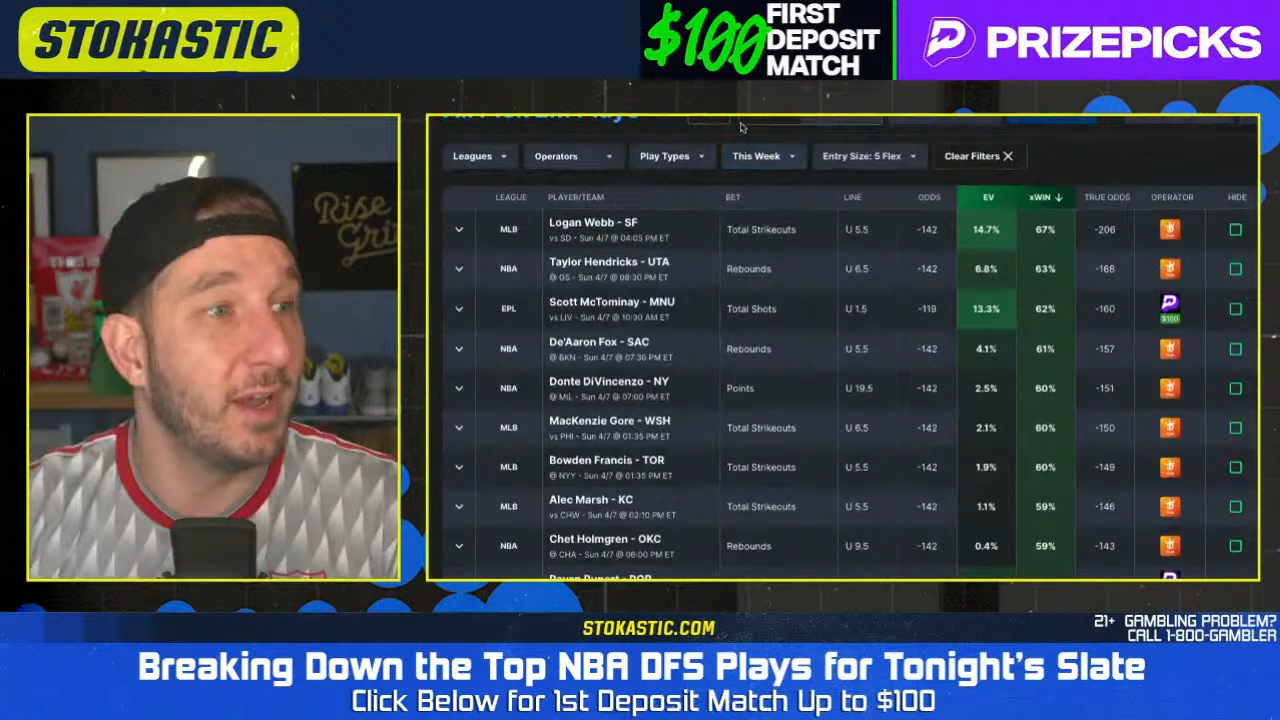 STOKASTIC
$100 FIRST DEPOSIT MATCH
PRIZEPICKS
Rise
Gri
Leagues Operators Play Types This Week Entry Size: 5 Flex Clear Filters X
LEAGUE PLAYER/TEAM BET LINE ODDS EV xWIN ↓ TRUE ODDS OPERATOR HIDE
MLB Logan Webb - SF Total Strikeouts U 5.5 -142 14.7% 67% -206
vs SD - Sun 4/7 @ 04:05 PM ET
NBA Taylor Hendricks - UTA Rebounds U 6.5 -142 6.8% 63% -168
@ GS - Sun 4/7 @ 08:30 PM ET
EPL Scott McTominay - MNU Total Shots U 1.5 -119 13.3% 62% -160
vs LIV - Sun 4/7 @ 10:30 AM ET
$100
NBA De'Aaron Fox - SAC Rebounds U 5.5 -142 4.1% 61% -157
@ BKN - Sun 4/7 @ 07:30 PM ET
NBA Donte DiVincenzo - NY Points U 19.5 -142 2.5% 60% -151
@ MIL - Sun 4/7 @ 07:00 PM ET
MLB MacKenzie Gore - WSH Total Strikeouts U 6.5 -142 2.1% 60% -150
vs PHI - Sun 4/7 @ 01:35 PM ET
MLB Bowden Francis - TOR Total Strikeouts U 5.5 -142 1.9% 60% -149
@ NYY - Sun 4/7 @ 01:35 PM ET
MLB Alec Marsh - KC Total Strikeouts U 5.5 -142 1.1% 59% -146
vs CHW - Sun 4/7 @ 02:10 PM ET
NBA Chet Holmgren - OKC Rebounds U 9.5 -142 0.4% 59% -143
@ CHA - Sun 4/7 @ 06:00 PM ET
STOKASTIC.COM
21+ GAMBLING PROBLEM?
CALL 1-800-GAMBLER
Breaking Down the Top NBA DFS Plays for Tonight's Slate
Click Below for 1st Deposit Match Up to $100